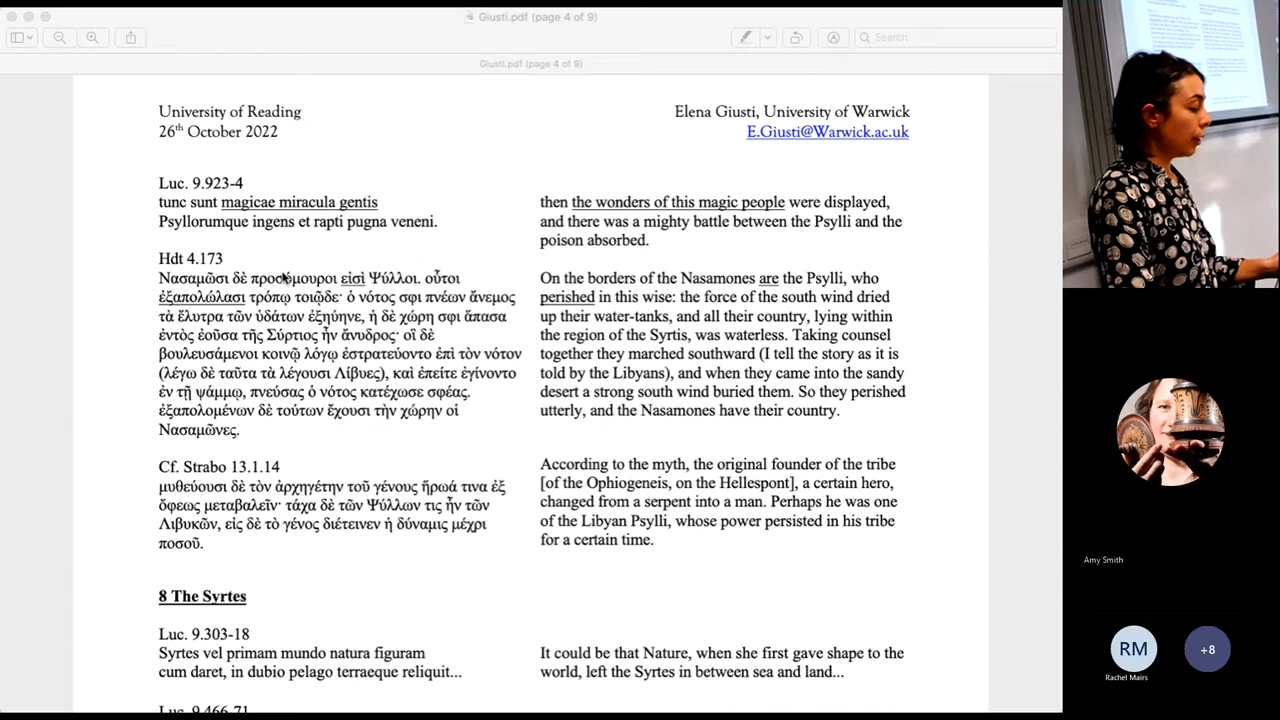 Giusti.pdf (page 4 of 9)
Search
Giusti.pdf (page 4 of 9)
University of Reading
26th October 2022
Elena Giusti, University of Warwick
E.Giusti@Warwick.ac.uk
Luc. 9.923-4
tunc sunt magicae miracula gentis
Psyllorumque ingens et rapti pugna veneni.
then the wonders of this magic people were displayed,
and there was a mighty battle between the Psylli and the
poison absorbed.
Hdt 4.173
Νασαμῶσι δὲ προσόμουροι εἰσὶ Ψύλλοι. οὗτοι
ἐξαπολώλασι τρόπῳ τοιῷδε· ὁ νότος σφι πνέων ἄνεμος
τὰ ἔλυτρα τῶν ὑδάτων ἐξηύηνε, ἡ δὲ χώρη σφι ἅπασα
ἐντὸς ἐοῦσα τῆς Σύρτιος ἦν ἄνυδρος· οἳ δὲ
βουλευσάμενοι κοινῷ λόγῳ ἐστρατεύοντο ἐπὶ τὸν νότον
(λέγω δὲ ταῦτα τὰ λέγουσι Λίβυες), καὶ ἐπείτε ἐγίνοντο
ἐν τῇ ψάμμῳ, πνεύσας ὁ νότος κατέχωσε σφέας.
ἐξαπολομένων δὲ τούτων ἔχουσι τὴν χώρην οἱ
Νασαμῶνες.
On the borders of the Nasamones are the Psylli, who
perished in this wise: the force of the south wind dried
up their water-tanks, and all their country, lying within
the region of the Syrtis, was waterless. Taking counsel
together they marched southward (I tell the story as it is
told by the Libyans), and when they came into the sandy
desert a strong south wind buried them. So they perished
utterly, and the Nasamones have their country.
Cf. Strabo 13.1.14
μυθεύουσι δὲ τὸν ἀρχηγέτην τοῦ γένους ἥρωά τινα ἐξ
ὄφεως μεταβαλεῖν· τάχα δὲ τῶν Ψύλλων τις ἦν τῶν
Λιβυκῶν, εἰς δὲ τὸ γένος διέτεινεν ἡ δύναμις μέχρι
ποσοῦ.
According to the myth, the original founder of the tribe
[of the Ophiogeneis, on the Hellespont], a certain hero,
changed from a serpent into a man. Perhaps he was one
of the Libyan Psylli, whose power persisted in his tribe
for a certain time.
8 The Syrtes
Luc. 9.303-18
Syrtes vel primam mundo natura figuram
cum daret, in dubio pelago terraeque reliquit...
It could be that Nature, when she first gave shape to the
world, left the Syrtes in between sea and land...
Luc. 9.466-71
Amy Smith
RM
+8
Rachel Mairs